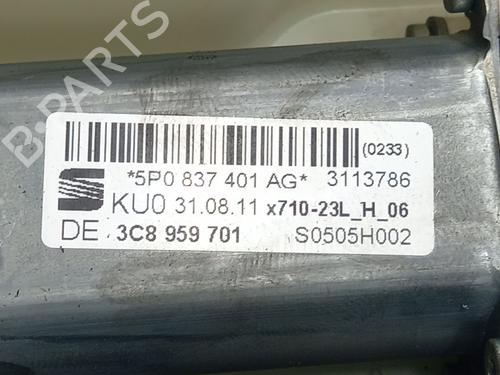 B-PARTS
(0233)
*5P0 837 401 AG* 3113786
KU0 31.08.11 x710-23L_H_06
DE 3C8 959 701 S0505H002